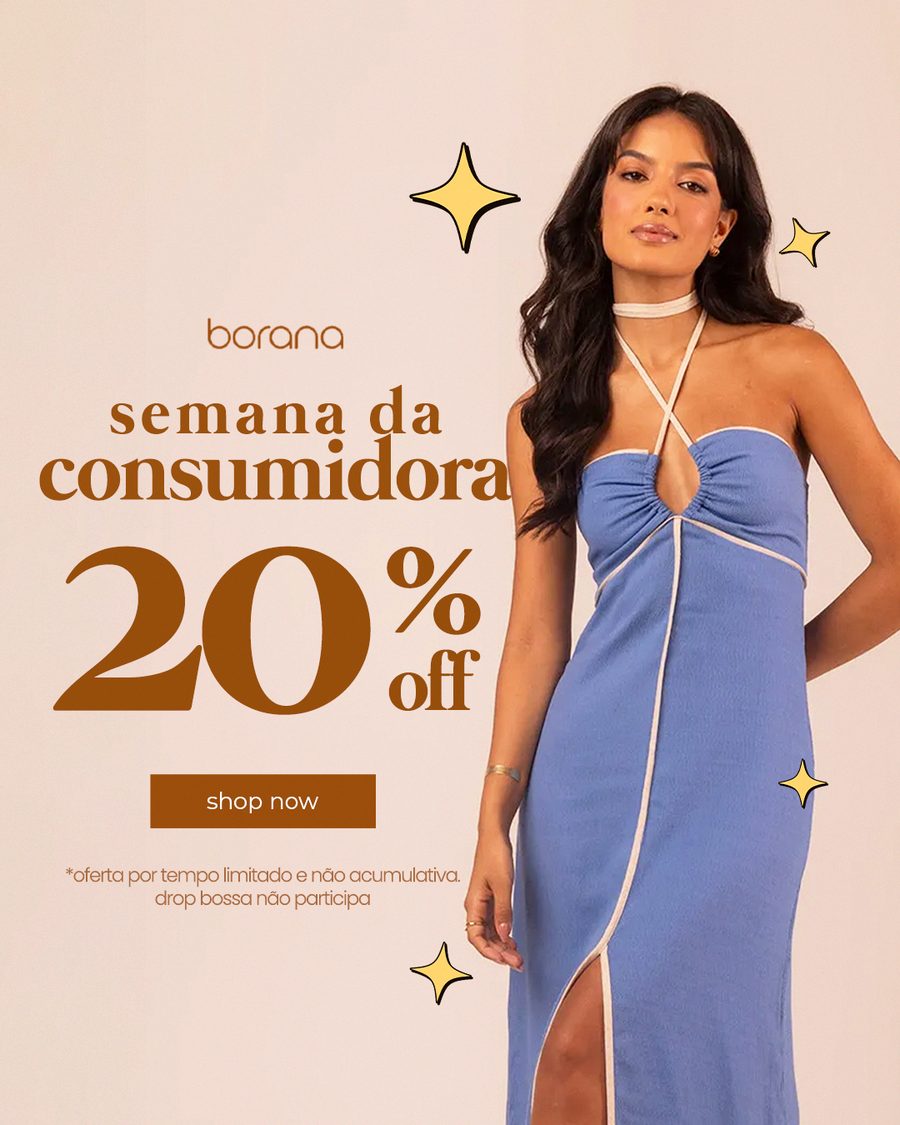 borana
semana da
consumidora
20%
off
shop now
*oferta por tempo limitado e não acumulativa.
drop bossa não participa